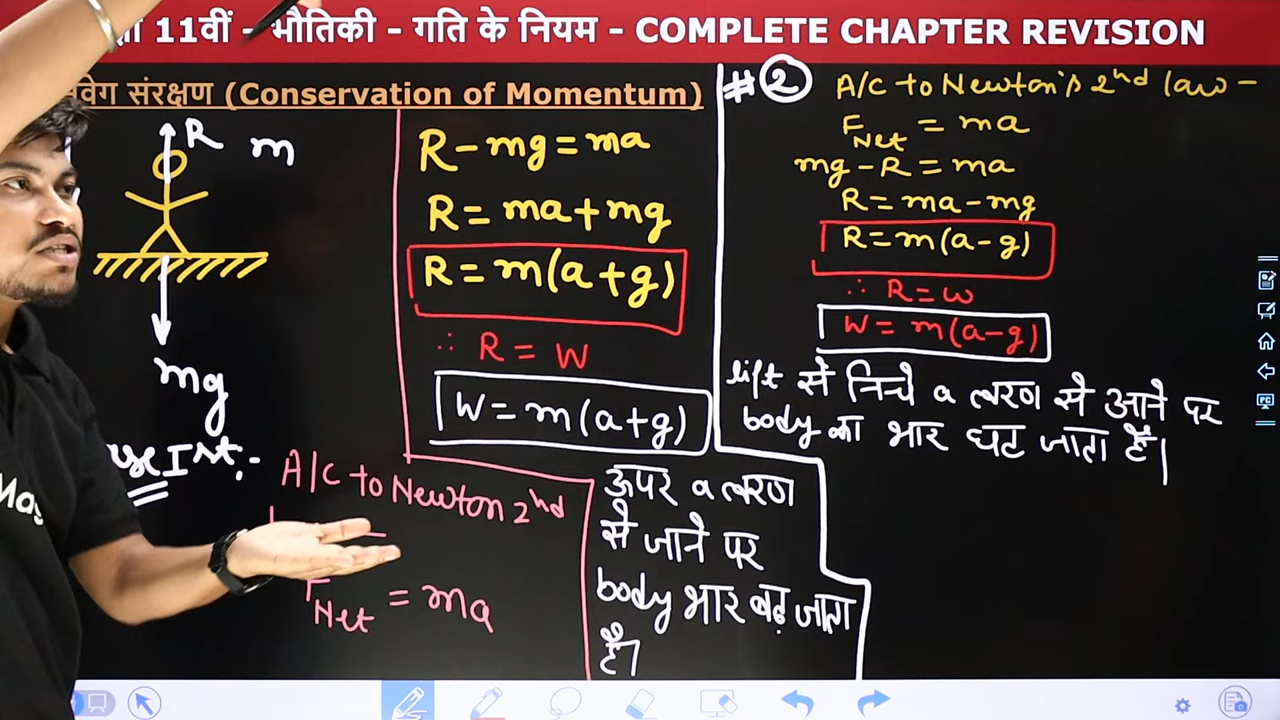 11वीं - भौतिकी - गति के नियम - COMPLETE CHAPTER REVISION
संरक्षण (Conservation of Momentum)
R
m
mg
Ist:-
A/C to Newton 2nd
FNet = ma
R-mg=ma
R=ma+mg
R=m(a+g)
∴ R = W
W=m(a+g)
ऊपर a त्वरण
से जाने पर
body भार बढ़ जाता
है।
#2 A/C to Newton's 2nd law -
FNet = ma
mg-R=ma
R=ma-mg
R=m(a-g)
∴ R=W
W=m(a-g)
lift से निचे a त्वरण से आने पर
body का भार घट जाता है।
PC